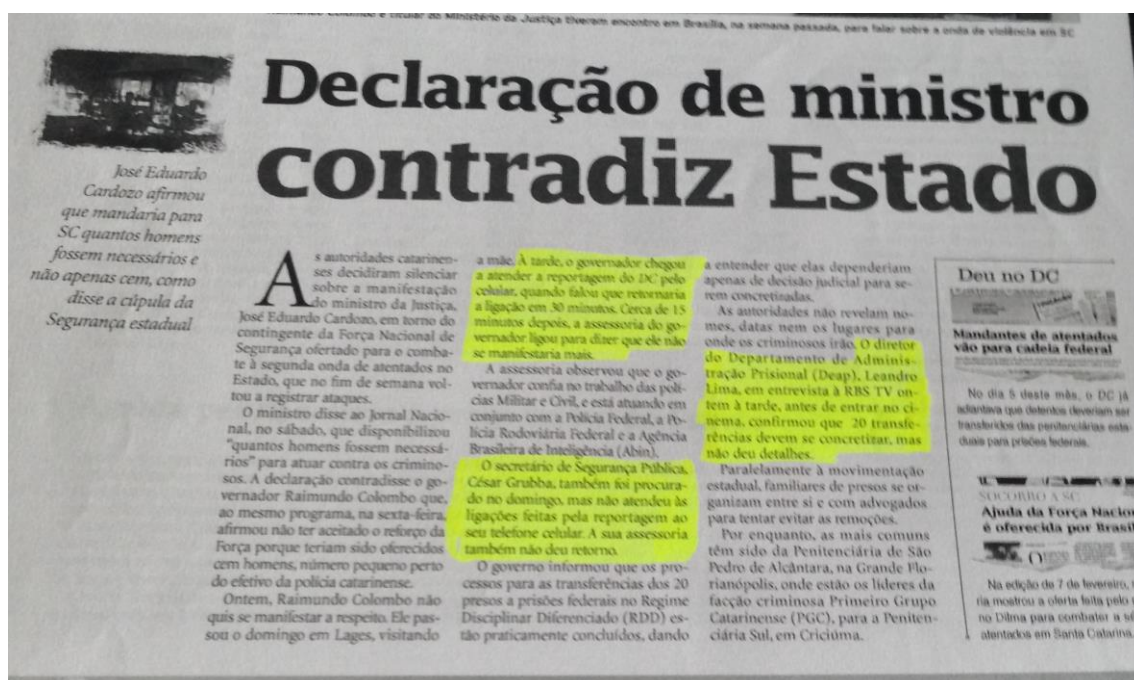 Colombo e titular do Ministério da Justiça tiveram encontro em Brasília, na semana passada, para falar sobre a onda de violência em SC
Declaração de ministro
contradiz Estado
José Eduardo
Cardozo afirmou
que mandaria para
SC quantos homens
fossem necessários e
não apenas cem, como
disse a cúpula da
Segurança estadual
As autoridades catarinen-
ses decidiram silenciar
sobre a manifestação
do ministro da Justiça,
José Eduardo Cardozo, em torno do
contingente da Força Nacional de
Segurança ofertado para o comba-
te à segunda onda de atentados no
Estado, que no fim de semana vol-
tou a registrar ataques.
O ministro disse ao Jornal Nacio-
nal, no sábado, que disponibilizou
"quantos homens fossem necessá-
rios" para atuar contra os crimino-
sos. A declaração contradisse o go-
vernador Raimundo Colombo que,
ao mesmo programa, na sexta-feira,
afirmou não ter aceitado o reforço da
Força porque teriam sido oferecidos
cem homens, número pequeno perto
do efetivo da polícia catarinense.
Ontem, Raimundo Colombo não
quis se manifestar a respeito. Ele pas-
sou o domingo em Lages, visitando
a mãe. À tarde, o governador chegou
a atender a reportagem do DC pelo
celular, quando falou que retornaria
a ligação em 30 minutos. Cerca de 15
minutos depois, a assessoria do go-
vernador ligou para dizer que ele não
se manifestaria mais.
A assessoria observou que o go-
vernador confia no trabalho das polí-
cias Militar e Civil, e está atuando em
conjunto com a Polícia Federal, a Po-
lícia Rodoviária Federal e a Agência
Brasileira de Inteligência (Abin).
O secretário de Segurança Pública,
César Grubba, também foi procura-
do no domingo, mas não atendeu às
ligações feitas pela reportagem ao
seu telefone celular. A sua assessoria
também não deu retorno.
O governo informou que os pro-
cessos para as transferências dos 20
presos a prisões federais no Regime
Disciplinar Diferenciado (RDD) es-
tão praticamente concluídos, dando
a entender que elas dependeriam
apenas de decisão judicial para se-
rem concretizadas.
As autoridades não revelam no-
mes, datas nem os lugares para
onde os criminosos irão. O diretor
do Departamento de Adminis-
tração Prisional (Deap), Leandro
Lima, em entrevista à RBS TV on-
tem à tarde, antes de entrar no ci-
nema, confirmou que 20 transfe-
rências devem se concretizar, mas
não deu detalhes.
Paralelamente à movimentação
estadual, familiares de presos se or-
ganizam entre si e com advogados
para tentar evitar as remoções.
Por enquanto, as mais comuns
têm sido da Penitenciária de São
Pedro de Alcântara, na Grande Flo-
rianópolis, onde estão os líderes da
facção criminosa Primeiro Grupo
Catarinense (PGC), para a Peniten-
ciária Sul, em Criciúma.
Deu no DC
Mandantes de atentados
vão para cadeia federal
No dia 5 deste mês, o DC já
adiantava que detentos deveriam ser
transferidos das penitenciárias esta-
duais para prisões federais.
SOCORRO A SC
Ajuda da Força Nacion
é oferecida por Brasíl
Na edição de 7 de fevereiro,
ria mostrou a oferta feita pelo
no Dilma para combater a sé
atentados em Santa Catarina.